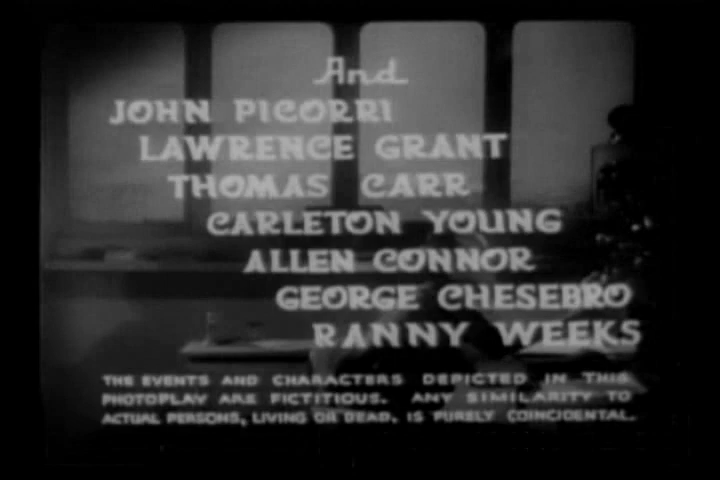 And
JOHN PICORRI
LAWRENCE GRANT
THOMAS CARR
CARLETON YOUNG
ALLEN CONNOR
GEORGE CHESEBRO
RANNY WEEKS
THE EVENTS AND CHARACTERS DEPICTED IN THIS
PHOTOPLAY ARE FICTITIOUS. ANY SIMILARITY TO
ACTUAL PERSONS, LIVING OR DEAD, IS PURELY COINCIDENTAL.